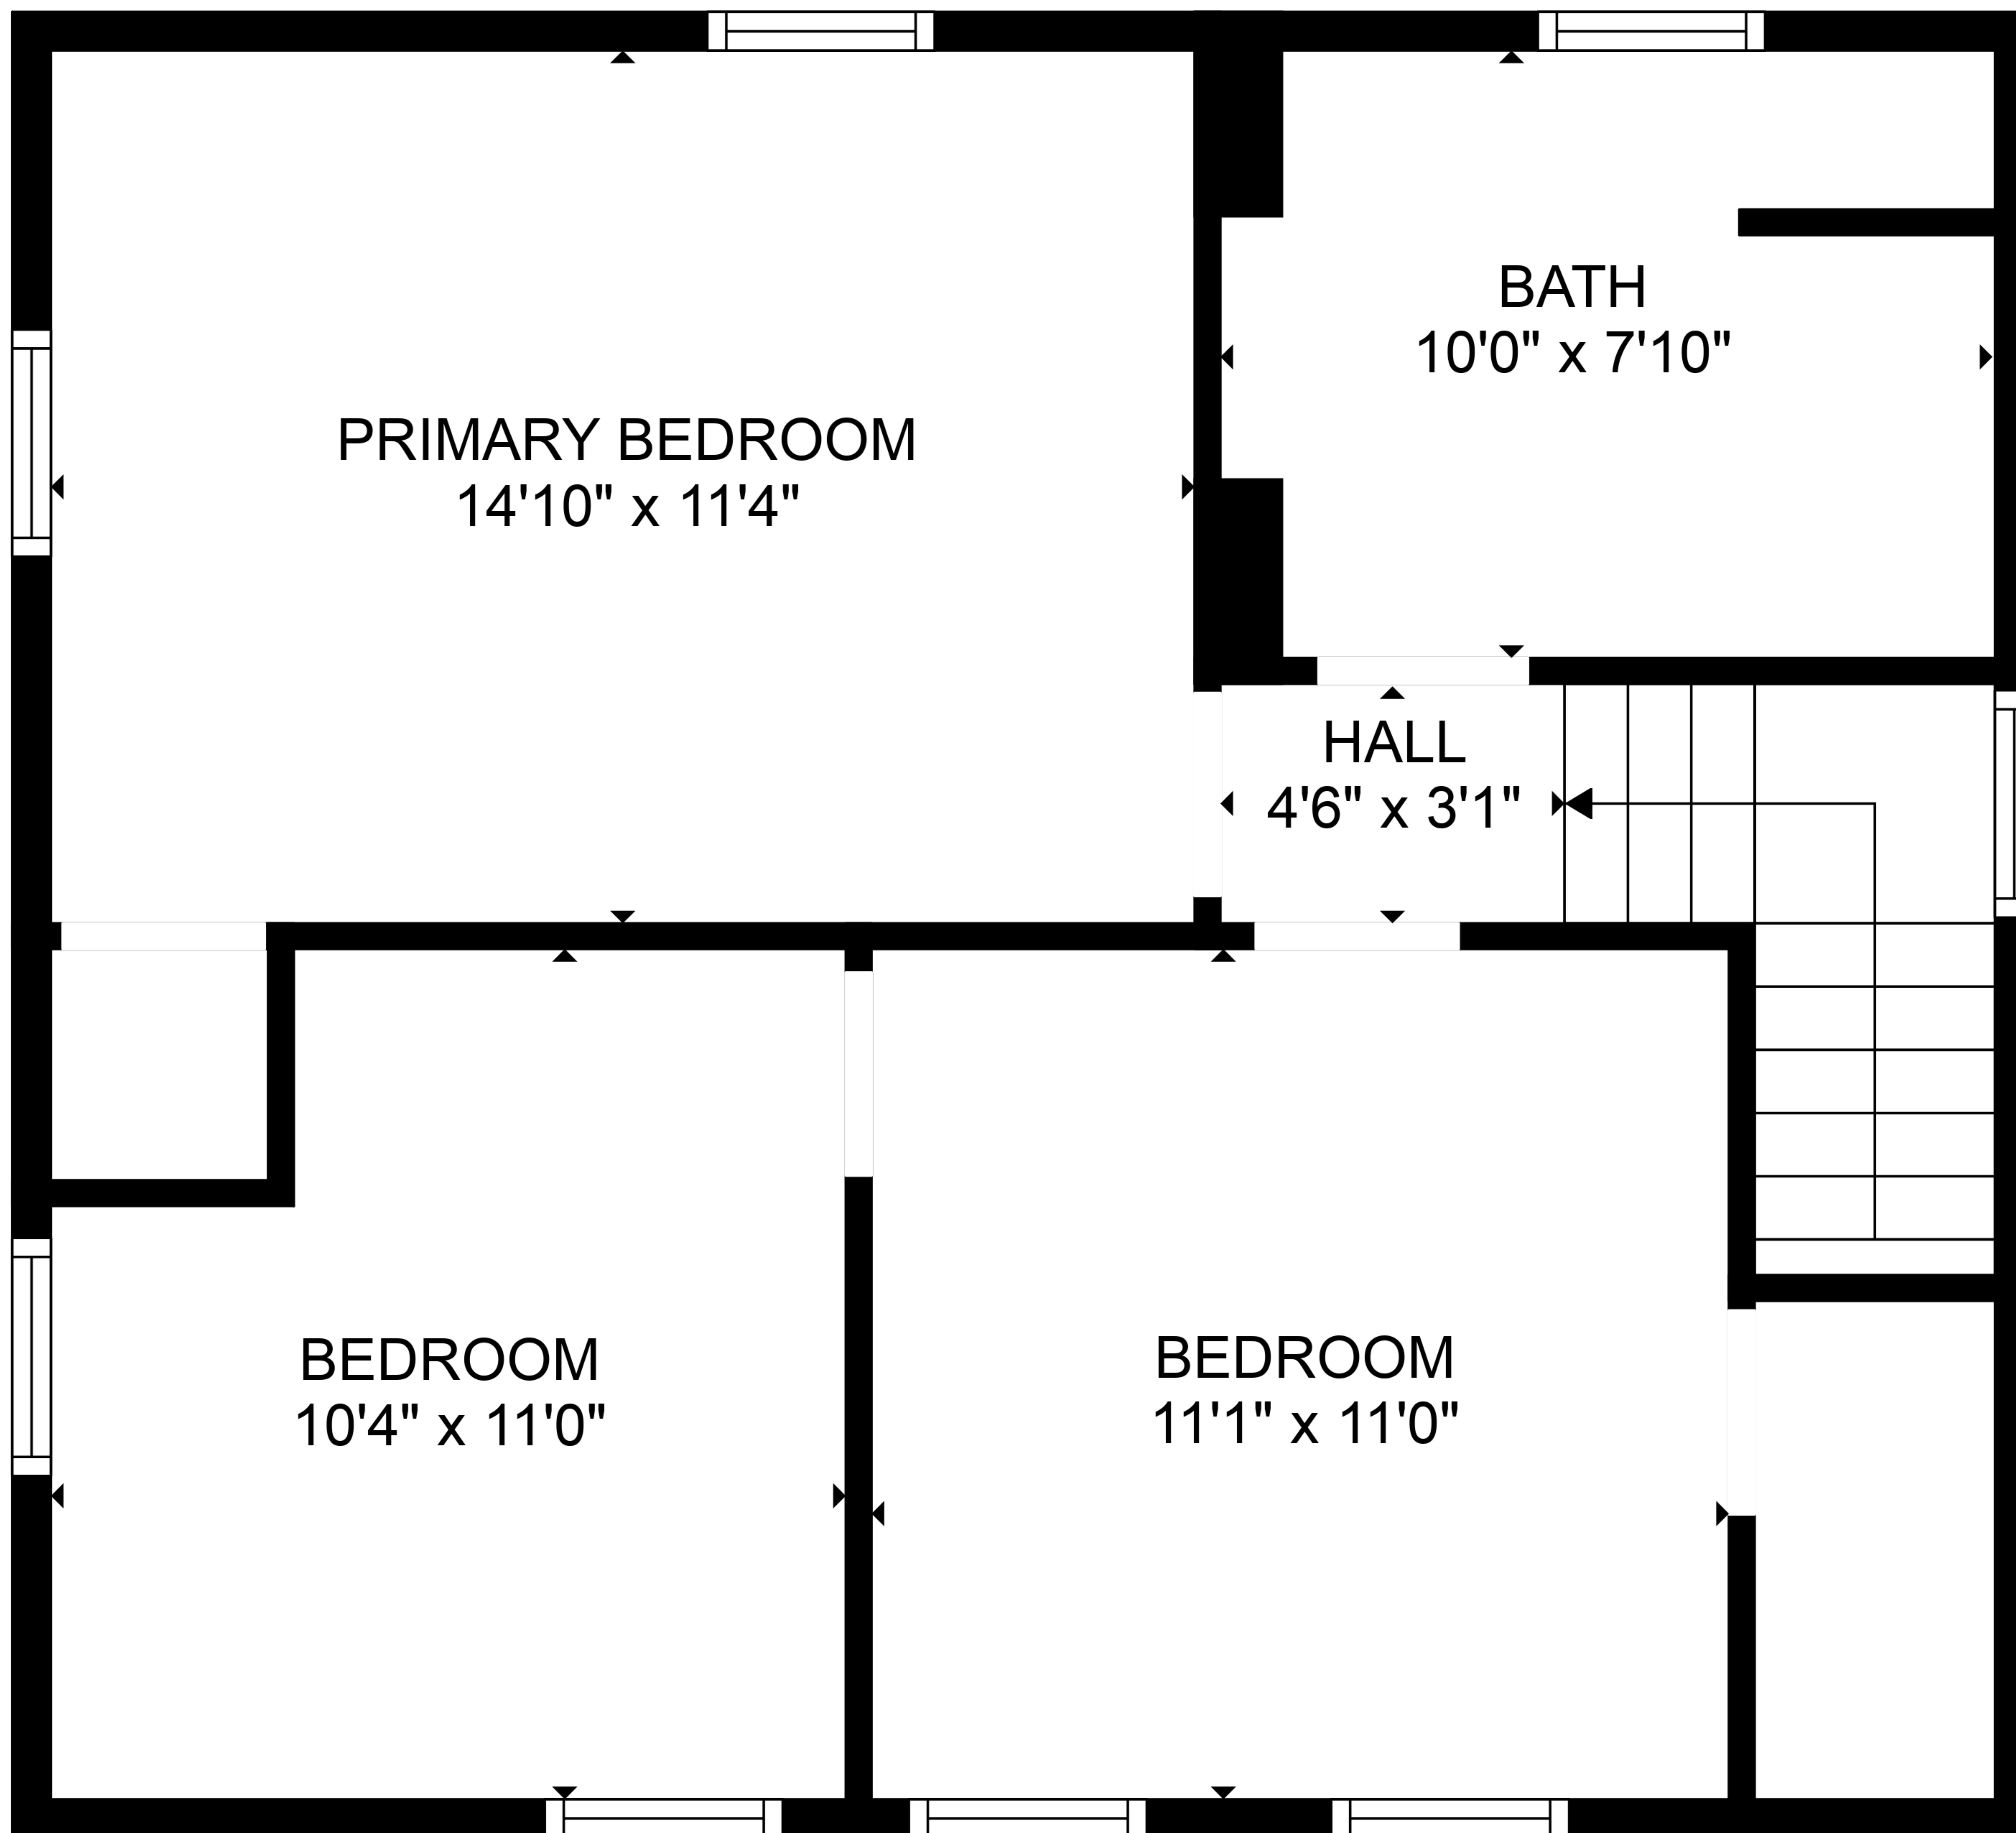 BATH
10'0" x 7'10"
PRIMARY BEDROOM
14'10" x 11'4"
HALL
4'6" x 3'1"
BEDROOM
10'4" x 11'0"
BEDROOM
11'1" x 11'0"